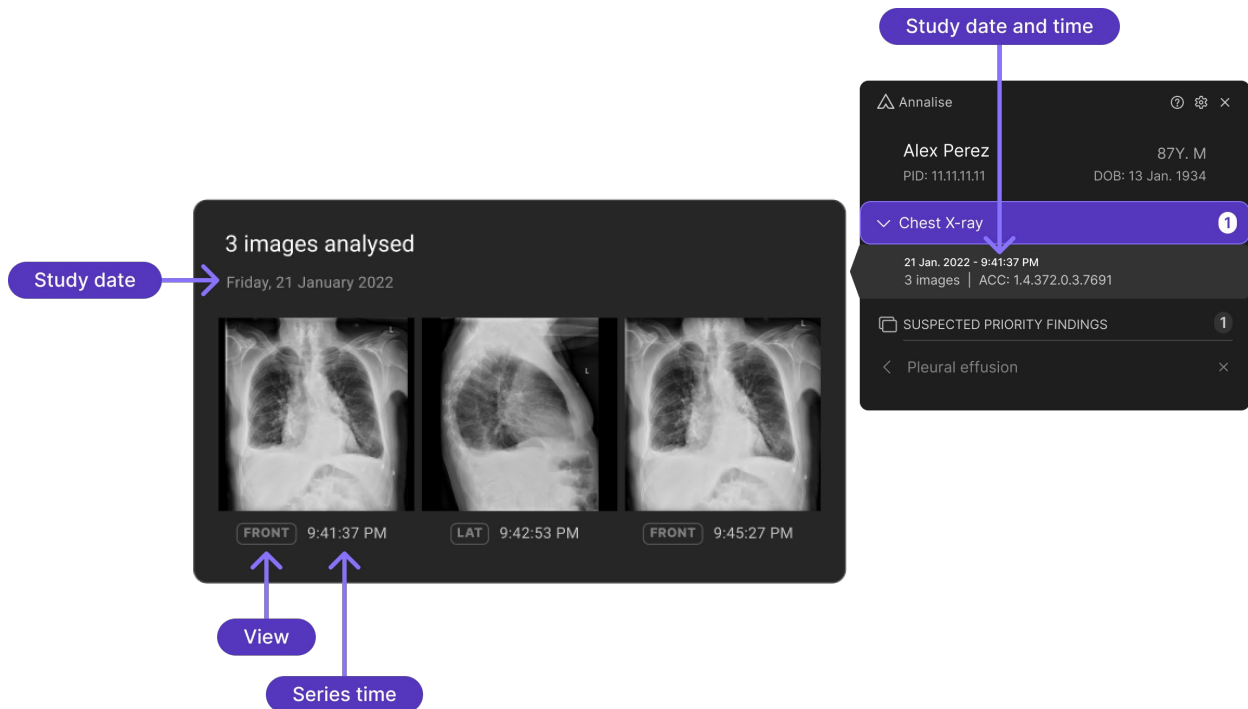 Study date and time
Annalise
Alex Perez
87Y. M
PID: 11.11.11.11
DOB: 13 Jan. 1934
Chest X-ray
1
21 Jan. 2022 - 9:41:37 PM
3 images | ACC: 1.4.372.0.3.7691
SUSPECTED PRIORITY FINDINGS
1
Pleural effusion
3 images analysed
Study date
Friday, 21 January 2022
L
L
L
FRONT 9:41:37 PM
LAT 9:42:53 PM
FRONT 9:45:27 PM
View
Series time